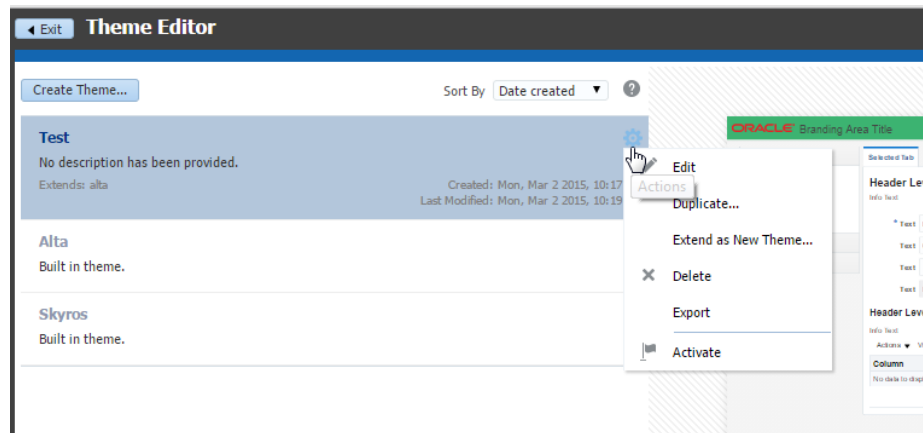 Exit Theme Editor
Create Theme...
Sort By Date created
?
Test
No description has been provided.
Extends: alta
Created: Mon, Mar 2 2015, 10:17
Last Modified: Mon, Mar 2 2015, 10:19
Alta
Built in theme.
Skyros
Built in theme.
Actions
Edit
Duplicate...
Extend as New Theme...
Delete
Export
Activate
ORACLE Branding Area Title
Selected Tab
Header Le
Info Text
* Text
Text
Text
Text
Header Leve
Info Text
Actions V
Column
No data to disp